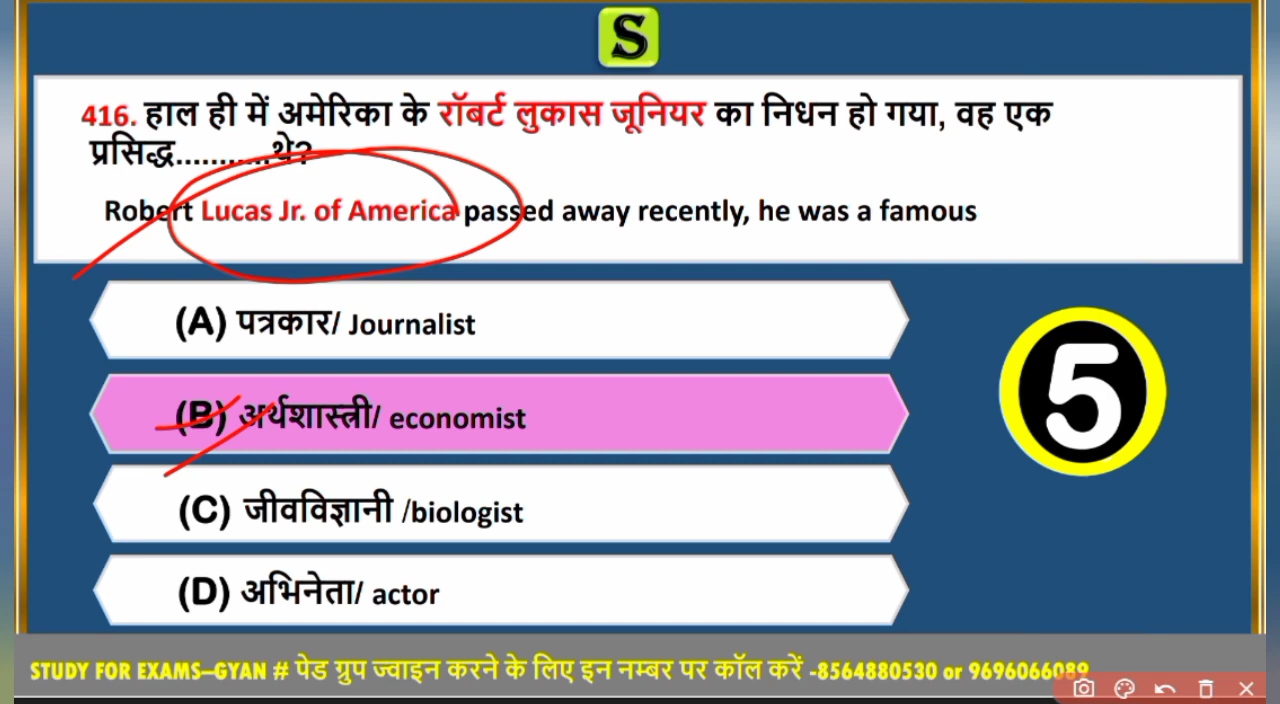 S
416. हाल ही में अमेरिका के रॉबर्ट लुकास जूनियर का निधन हो गया, वह एक
प्रसिद्ध...........थे?
Robert Lucas Jr. of America passed away recently, he was a famous
(A) पत्रकार/ Journalist
(B) अर्थशास्त्री/ economist
(C) जीवविज्ञानी /biologist
(D) अभिनेता/ actor
5
STUDY FOR EXAMS–GYAN # पेड ग्रुप ज्वाइन करने के लिए इन नम्बर पर कॉल करें -8564880530 or 9696066089